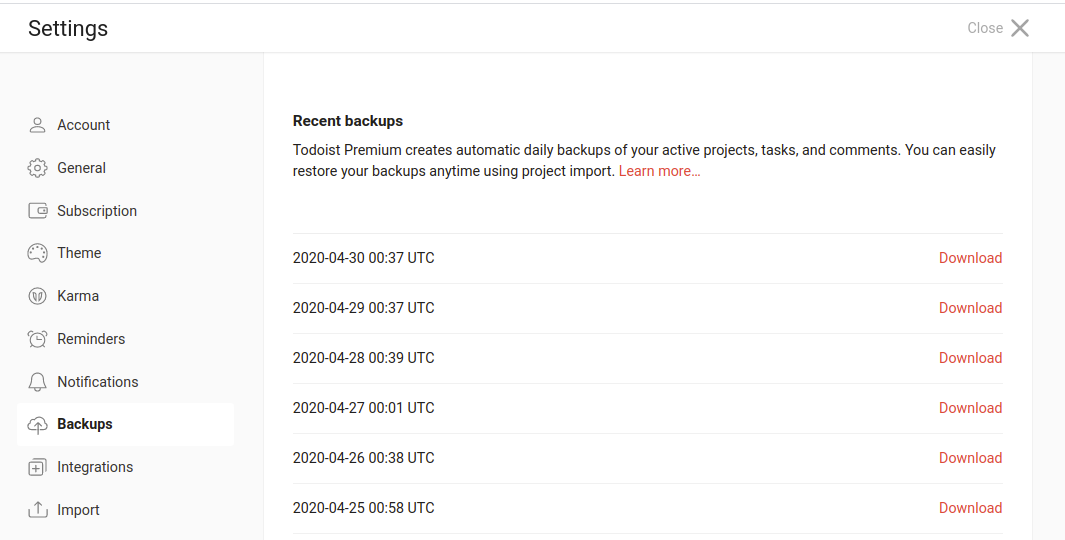 Settings
Close
Account
General
Subscription
Theme
Karma
Reminders
Notifications
Backups
Integrations
Import
Recent backups
Todoist Premium creates automatic daily backups of your active projects, tasks, and comments. You can easily
restore your backups anytime using project import. Learn more…
2020-04-30 00:37 UTC Download
2020-04-29 00:37 UTC Download
2020-04-28 00:39 UTC Download
2020-04-27 00:01 UTC Download
2020-04-26 00:38 UTC Download
2020-04-25 00:58 UTC Download